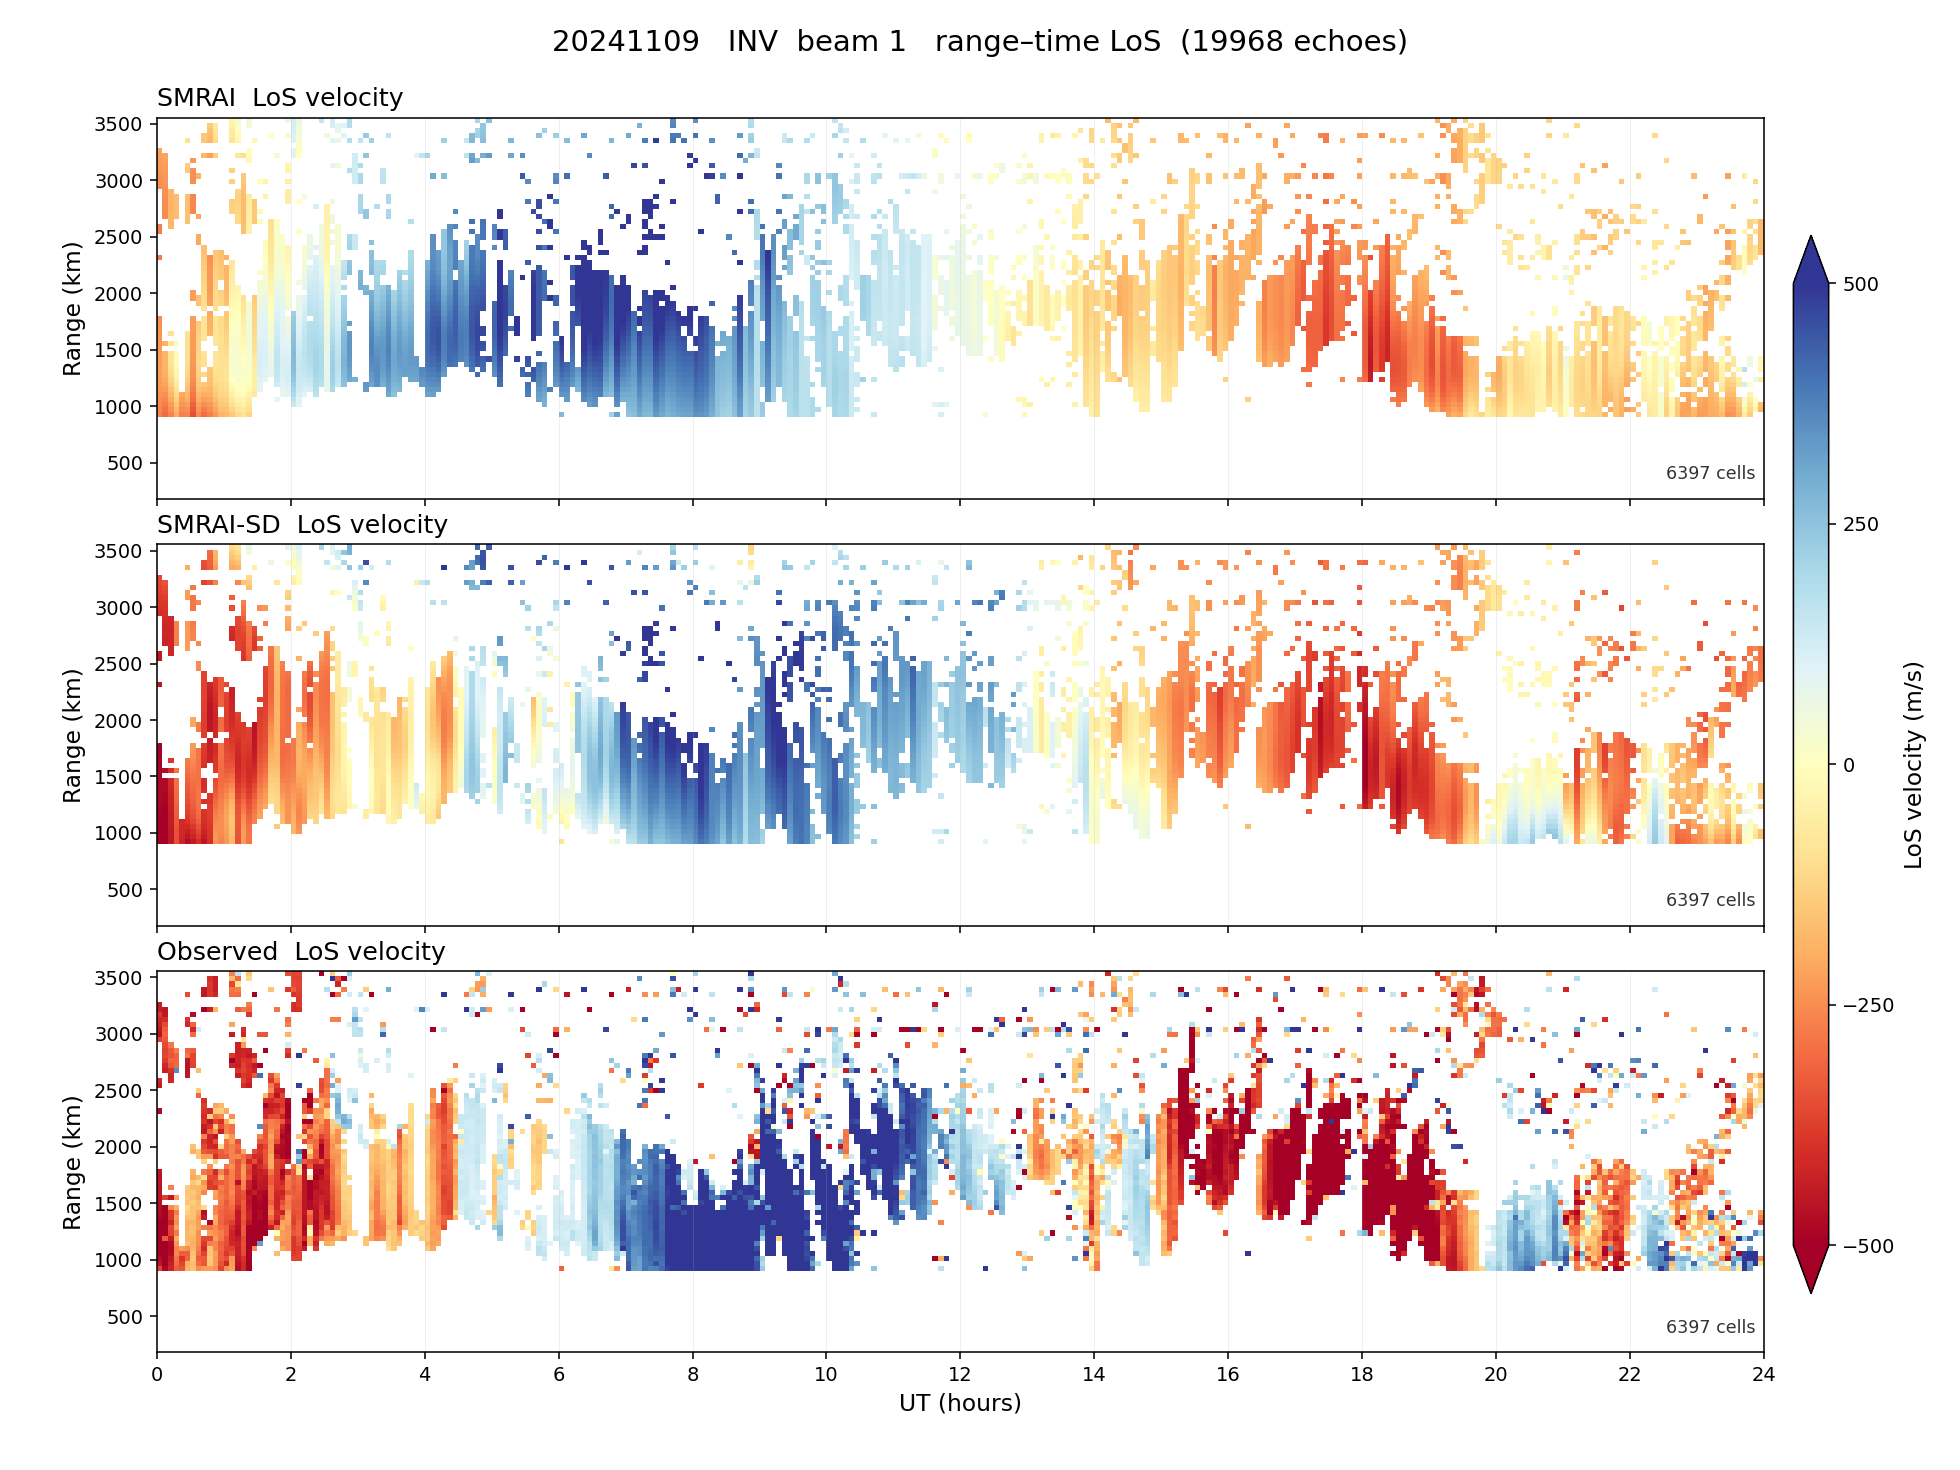 20241109   INV  beam 1   range–time LoS  (19968 echoes)
SMRAI  LoS velocity
3500
3000
2500
2000
1500
1000
500
Range (km)
6397 cells
SMRAI-SD  LoS velocity
3500
3000
2500
2000
1500
1000
500
Range (km)
6397 cells
Observed  LoS velocity
3500
3000
2500
2000
1500
1000
500
Range (km)
6397 cells
0 2 4 6 8 10 12 14 16 18 20 22 24
UT (hours)
500
250
0
−250
−500
LoS velocity (m/s)